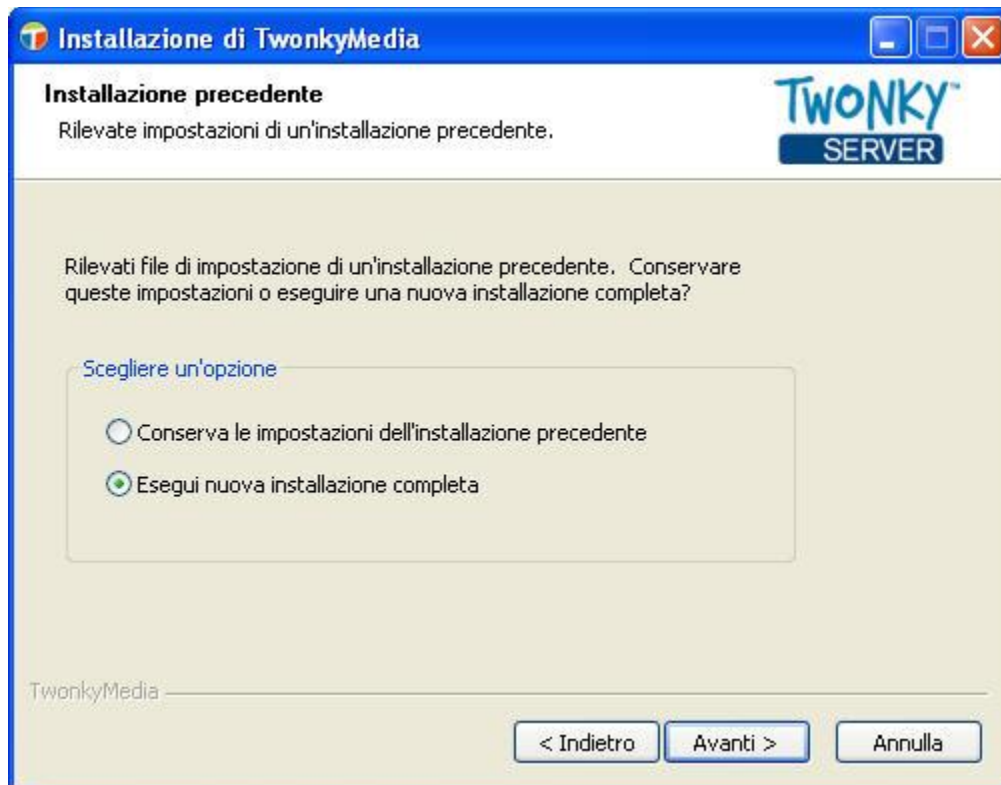 Installazione di TwonkyMedia
Installazione precedente
Rilevate impostazioni di un'installazione precedente.
TWONKY™
SERVER
Rilevati file di impostazione di un'installazione precedente.  Conservare
queste impostazioni o eseguire una nuova installazione completa?
Scegliere un'opzione
Conserva le impostazioni dell'installazione precedente
Esegui nuova installazione completa
TwonkyMedia
< Indietro
Avanti >
Annulla